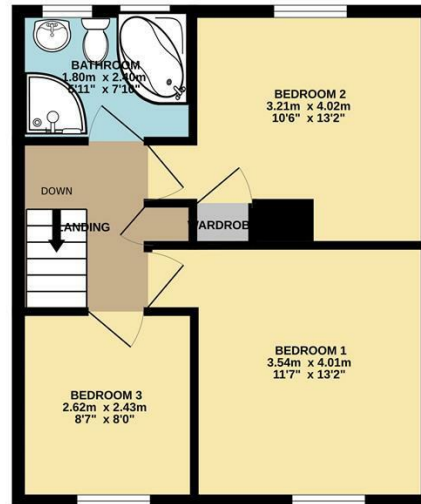 BATHROOM
1.80m x 2.40m
5'11" x 7'10"
BEDROOM 2
3.21m x 4.02m
10'6" x 13'2"
DOWN
LANDING
WARDROBE
BEDROOM 1
3.54m x 4.01m
11'7" x 13'2"
BEDROOM 3
2.62m x 2.43m
8'7" x 8'0"